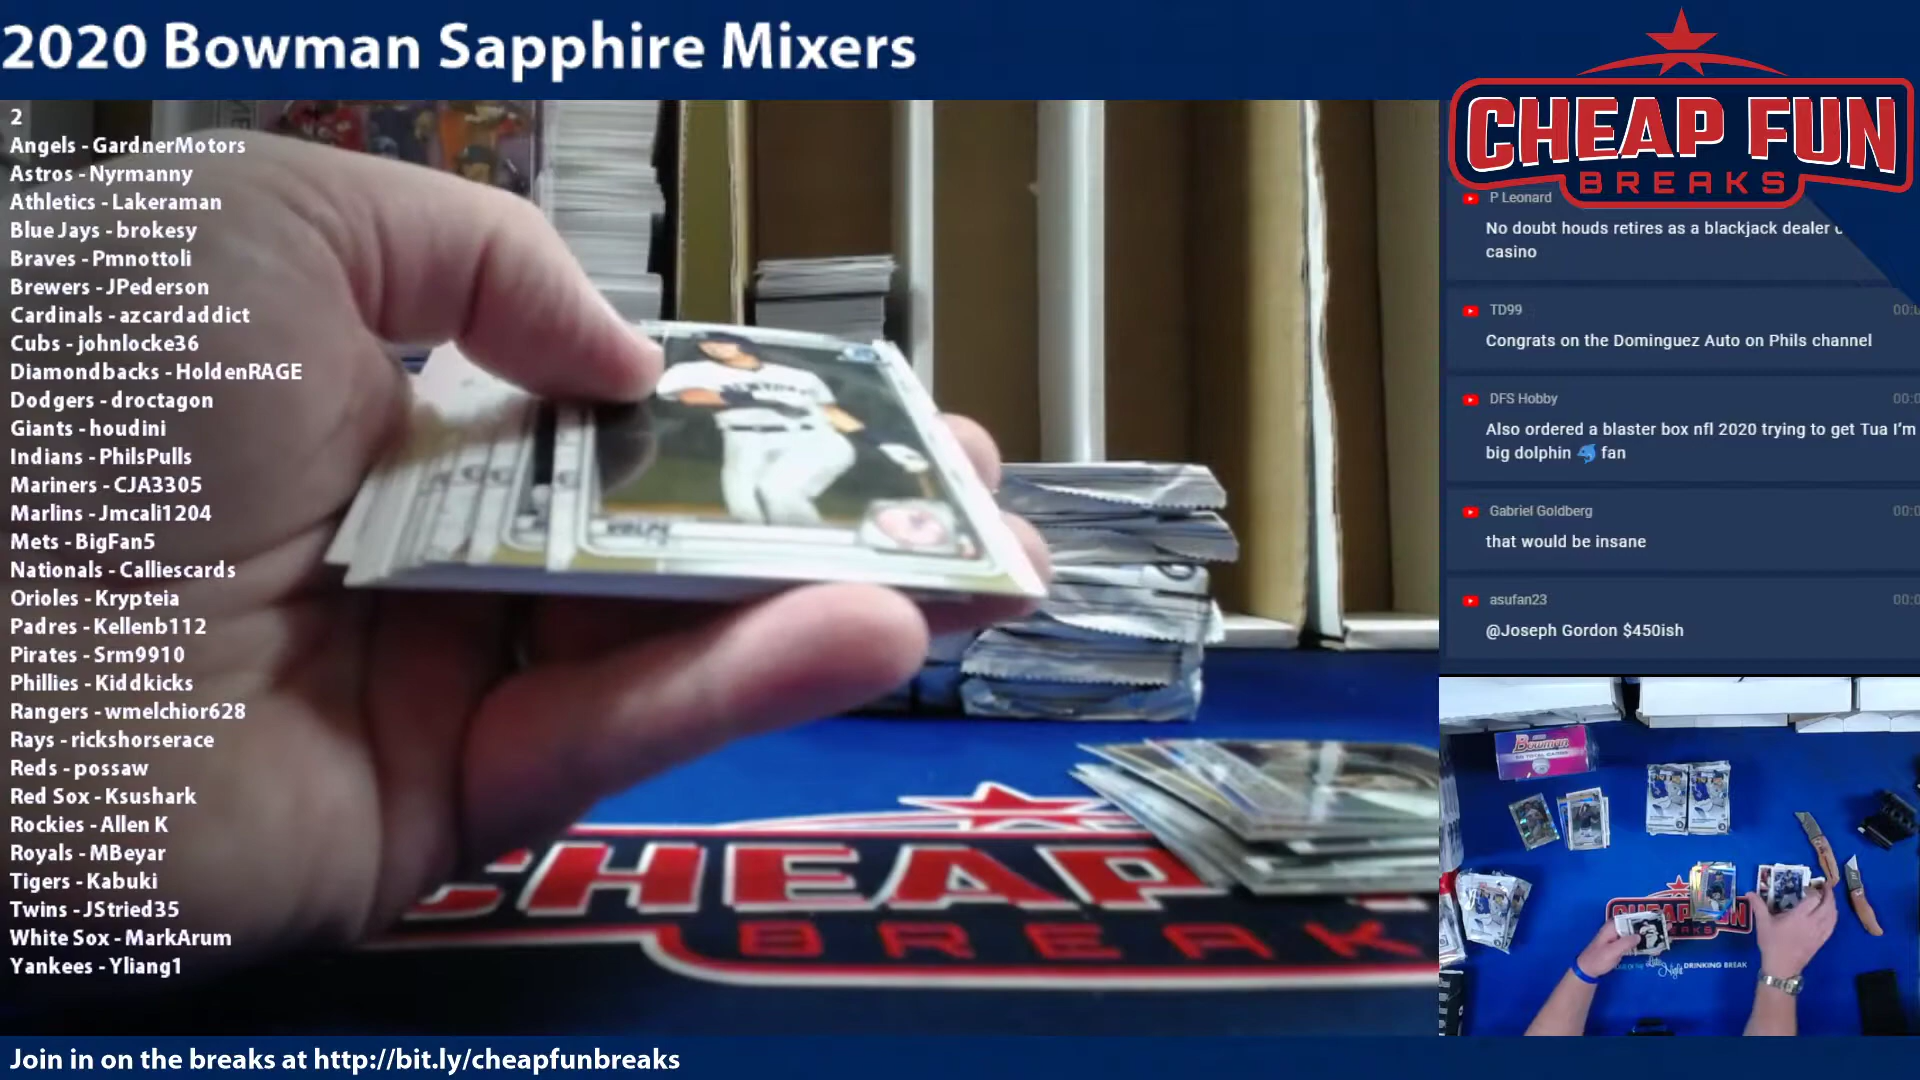 2020 Bowman Sapphire Mixers
2
Angels - GardnerMotors
Astros - Nyrmanny
Athletics - Lakeraman
Blue Jays - brokesy
Braves - Pmnottoli
Brewers - JPederson
Cardinals - azcardaddict
Cubs - johnlocke36
Diamondbacks - HoldenRAGE
Dodgers - droctagon
Giants - houdini
Indians - PhilsPulls
Mariners - CJA3305
Marlins - Jmcali1204
Mets - BigFan5
Nationals - Calliescards
Orioles - Krypteia
Padres - Kellenb112
Pirates - Srm9910
Phillies - Kiddkicks
Rangers - wmelchior628
Rays - rickshorserace
Reds - possaw
Red Sox - Ksushark
Rockies - Allen K
Royals - MBeyar
Tigers - Kabuki
Twins - JStried35
White Sox - MarkArum
Yankees - Yliang1
CHEAP
BREAK
CHEAP FUN
BREAKS
P Leonard
No doubt houds retires as a blackjack dealer
casino
TD99
Congrats on the Dominguez Auto on Phils channel
DFS Hobby
Also ordered a blaster box nfl 2020 trying to get Tua I'm
big dolphin 🐬 fan
Gabriel Goldberg
that would be insane
asufan23
@Joseph Gordon $450ish
Bowman
CHEAP
DRINKING BREAK
Join in on the breaks at http://bit.ly/cheapfunbreaks